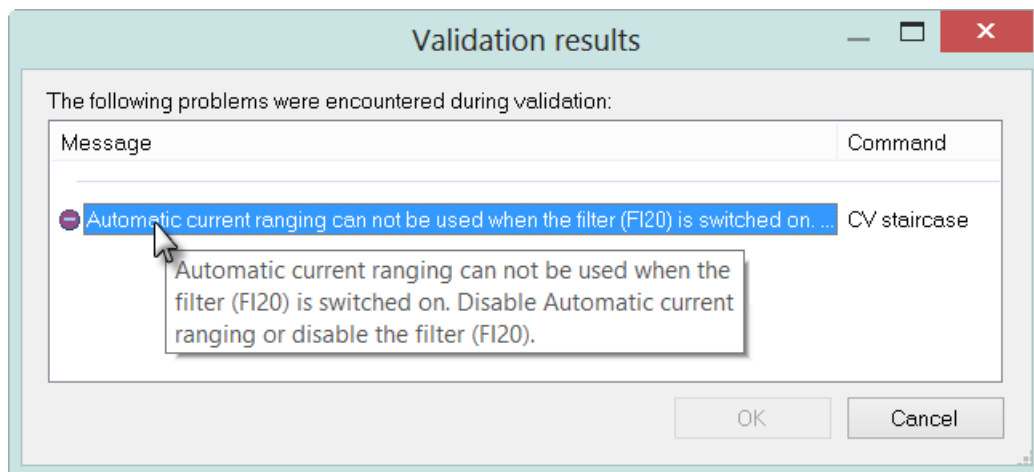 Validation results
The following problems were encountered during validation:
Message Command
Automatic current ranging can not be used when the filter (FI20) is switched on. ... CV staircase
Automatic current ranging can not be used when the
filter (FI20) is switched on. Disable Automatic current
ranging or disable the filter (FI20).
OK Cancel